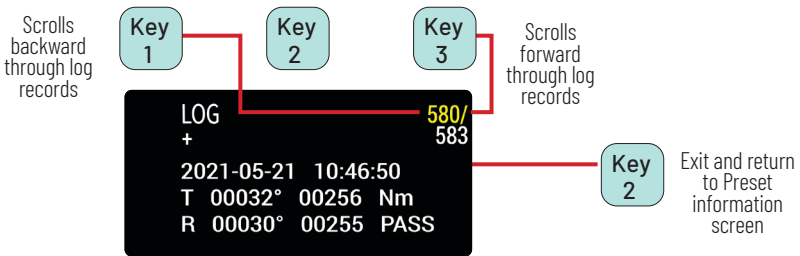 Scrolls
backward
through log
records
Key
1
Key
2
Key
3
Scrolls
forward
through log
records
LOG
580/
+
583
2021-05-21 10:46:50
T 00032° 00256 Nm
R 00030° 00255 PASS
Key
2
Exit and return
to Preset
information
screen